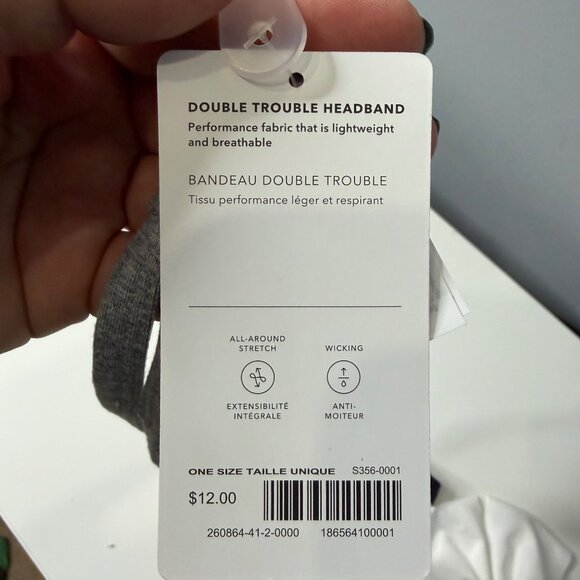 DOUBLE TROUBLE HEADBAND
Performance fabric that is lightweight
and breathable
BANDEAU DOUBLE TROUBLE
Tissu performance léger et respirant
ALL-AROUND
STRETCH
EXTENSIBILITÉ
INTÉGRALE
WICKING
ANTI-
MOITEUR
ONE SIZE TAILLE UNIQUE S356-0001
$12.00
260864-41-2-0000 186564100001